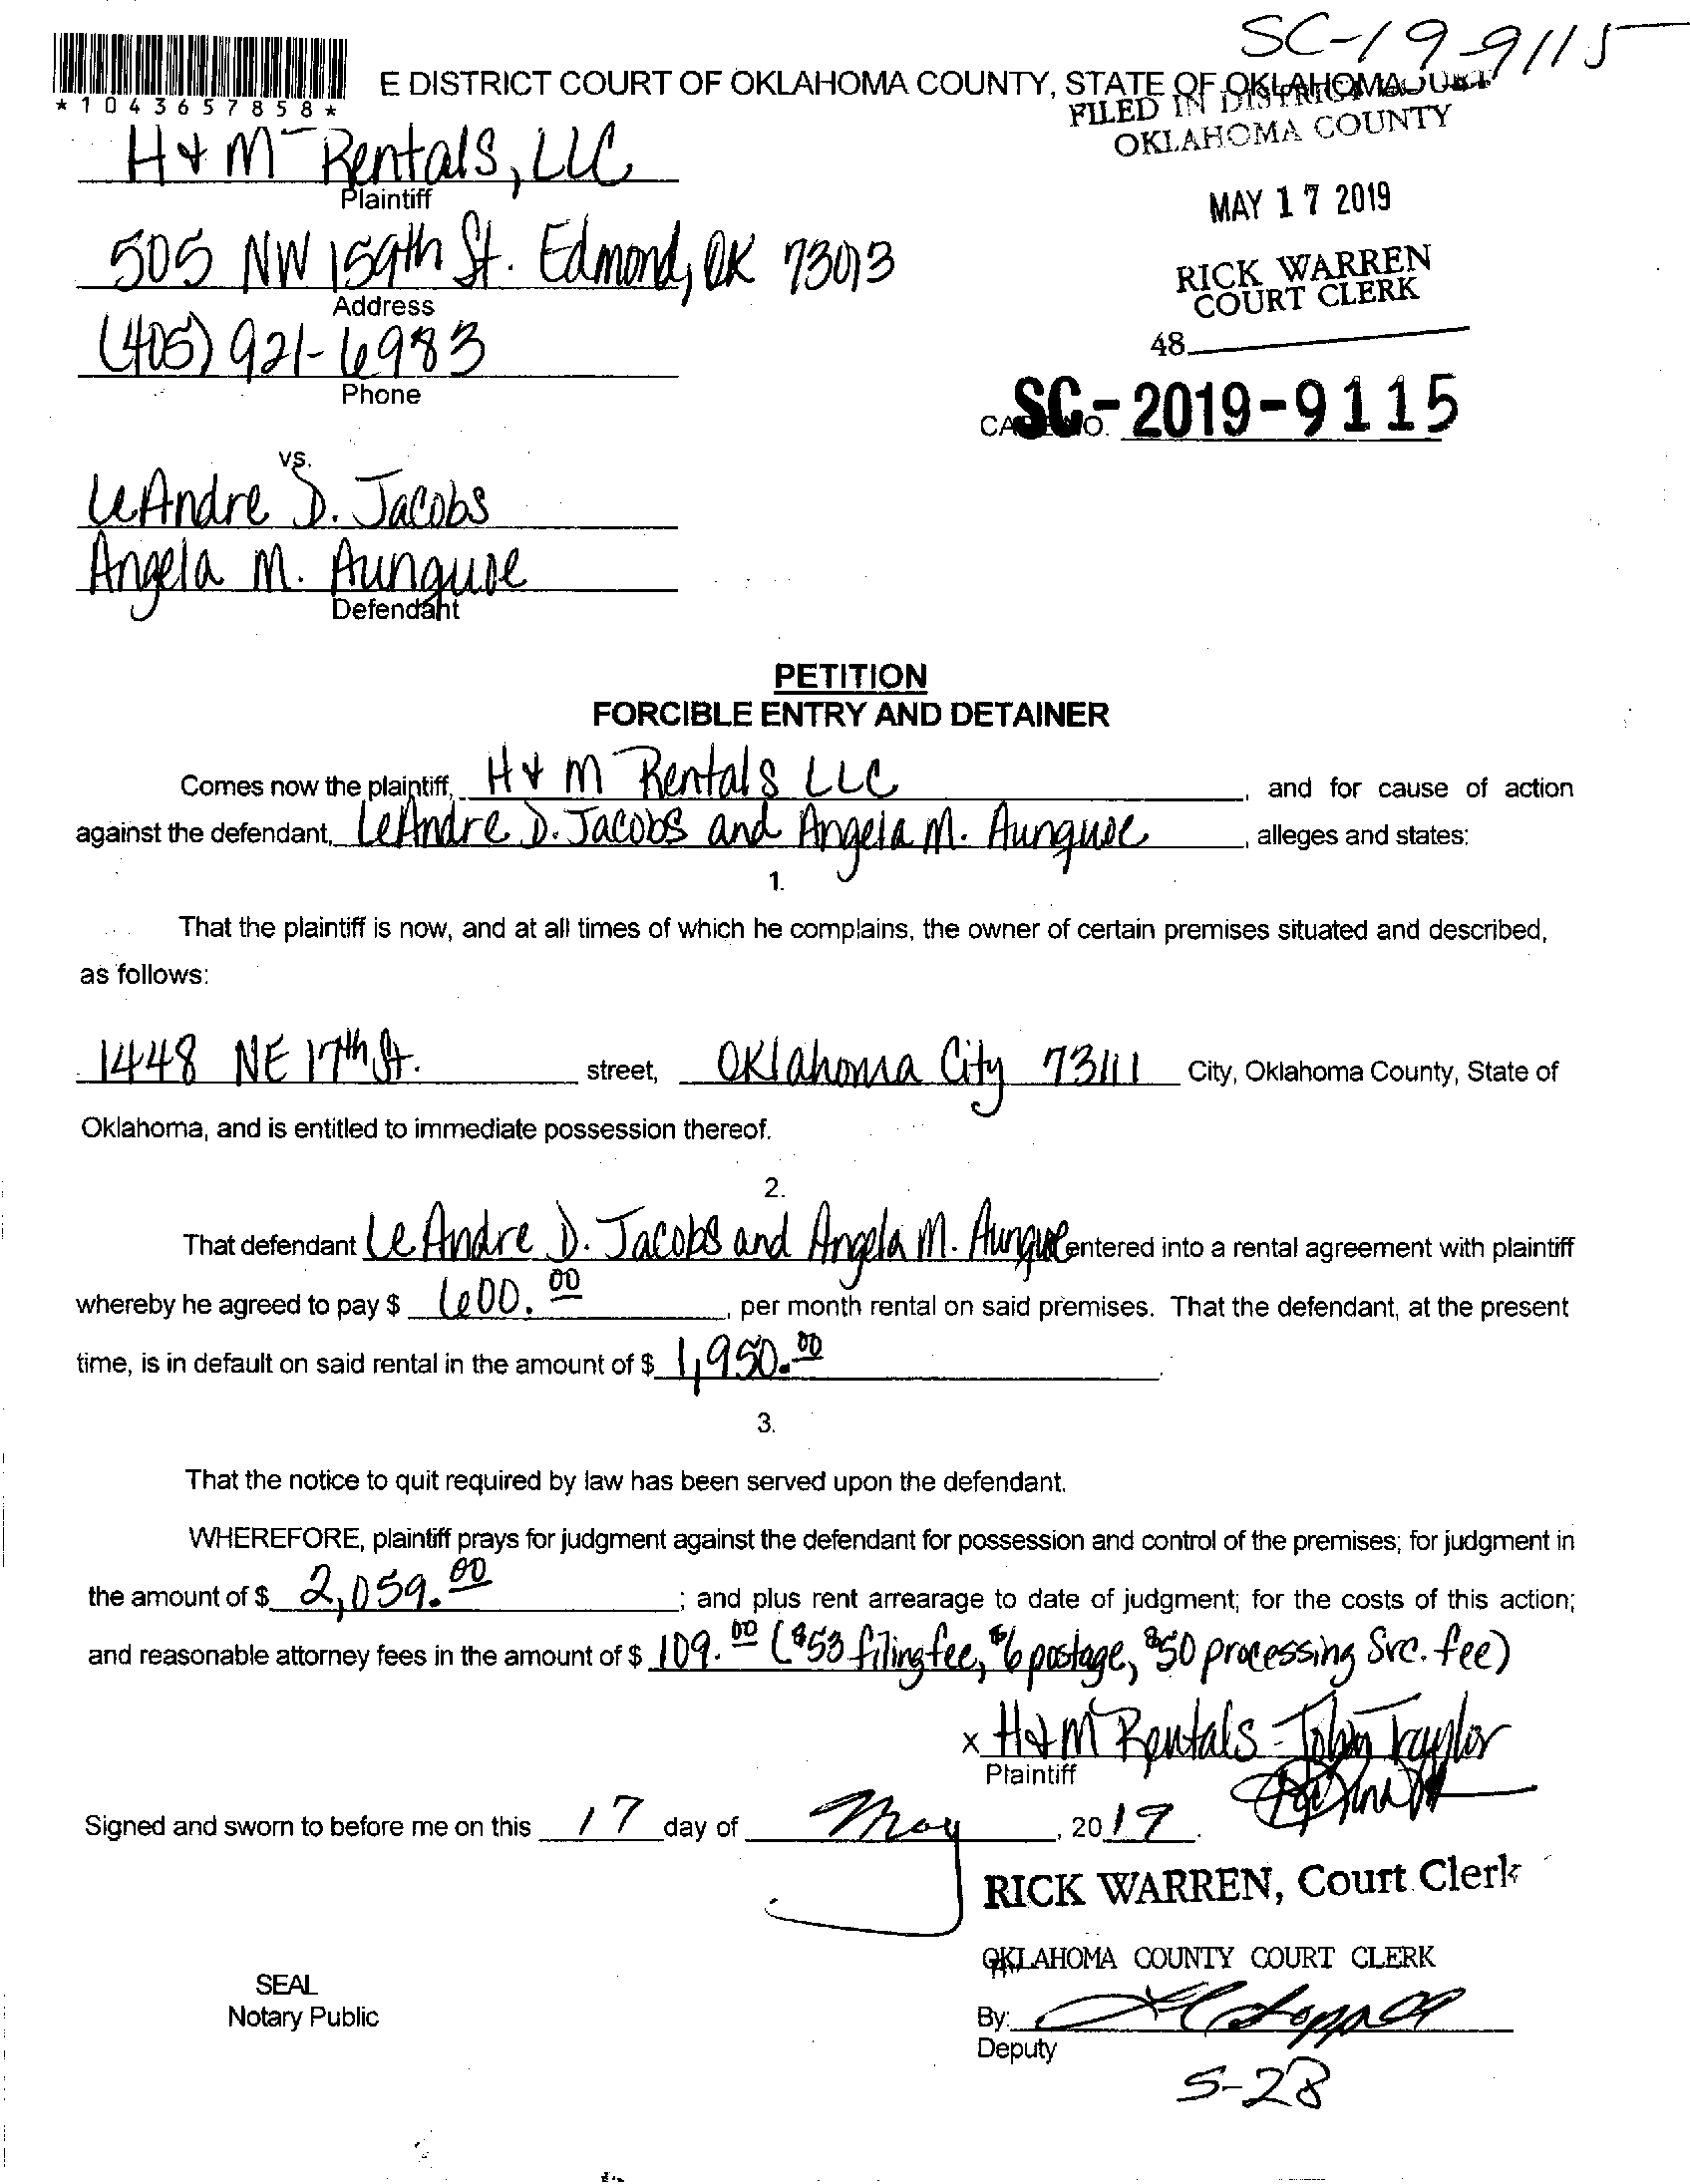 SC-19-9115
E DISTRICT COURT OF OKLAHOMA COUNTY, STATE OF OKLAHOMA
*1043657858*
FILED IN DISTRICT COURT
OKLAHOMA COUNTY
H & M Rentals, LLC
Plaintiff
MAY 17 2019
505 NW 159th St. Edmond, OK 73013
Address
RICK WARREN
COURT CLERK
(405) 921-6983
Phone
48
CASE NO. SC-2019-9115
vs.
LeAndre D. Jacobs
Angela M. Aunguoe
Defendant
PETITION
FORCIBLE ENTRY AND DETAINER
Comes now the plaintiff, H & M Rentals LLC, and for cause of action
against the defendant, LeAndre D. Jacobs and Angela M. Aunguoe, alleges and states:
1.
That the plaintiff is now, and at all times of which he complains, the owner of certain premises situated and described,
as follows:
1448 NE 17th St. street, Oklahoma City 73111 City, Oklahoma County, State of
Oklahoma, and is entitled to immediate possession thereof.
2.
That defendant LeAndre D. Jacobs and Angela M. Aunguoe entered into a rental agreement with plaintiff
whereby he agreed to pay $ 600.00, per month rental on said premises. That the defendant, at the present
time, is in default on said rental in the amount of $ 1,950.00.
3.
That the notice to quit required by law has been served upon the defendant.
WHEREFORE, plaintiff prays for judgment against the defendant for possession and control of the premises; for judgment in
the amount of $ 2,059.00; and plus rent arrearage to date of judgment; for the costs of this action;
and reasonable attorney fees in the amount of $ 109.00 ($53 filing fee, $6 postage, $50 processing Src. fee)
x H & M Rentals - John Traylor
Plaintiff
Signed and sworn to before me on this 17 day of May, 2019.
RICK WARREN, Court Clerk
OKLAHOMA COUNTY COURT CLERK
SEAL
Notary Public
By:
Deputy
5-28